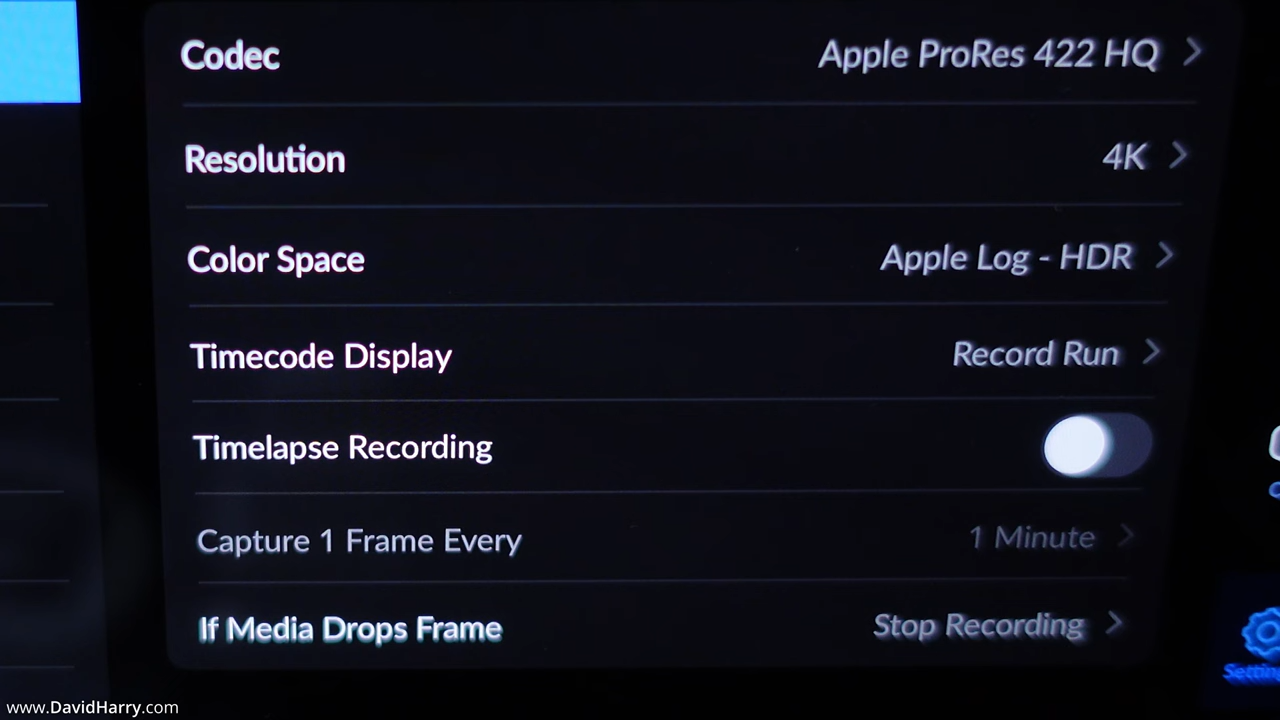 Codec Apple ProRes 422 HQ
Resolution 4K
Color Space Apple Log - HDR
Timecode Display Record Run
Timelapse Recording
Capture 1 Frame Every 1 Minute
If Media Drops Frame Stop Recording
www.DavidHarry.com